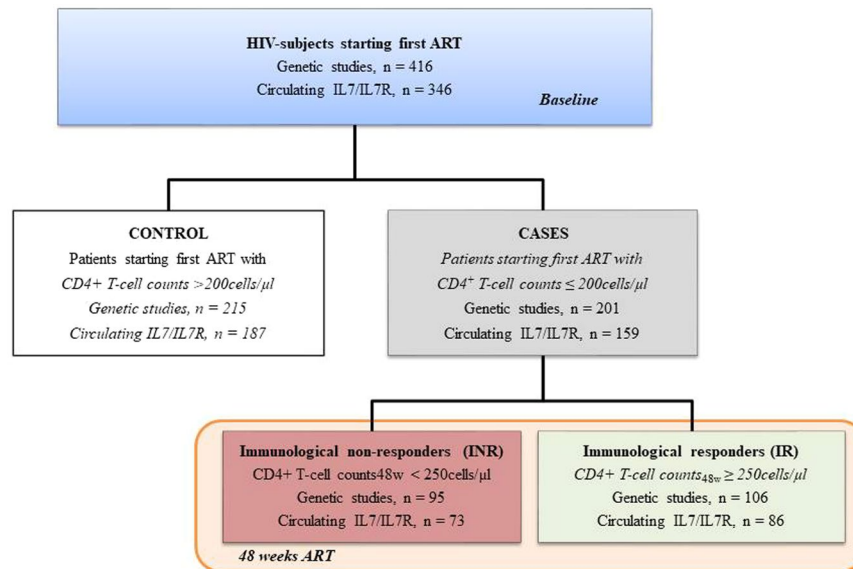 HIV-subjects starting first ART
Genetic studies, n = 416
Circulating IL7/IL7R, n = 346
Baseline
CONTROL
Patients starting first ART with
CD4+ T-cell counts >200cells/µl
Genetic studies, n = 215
Circulating IL7/IL7R, n = 187
CASES
Patients starting first ART with
CD4⁺ T-cell counts ≤ 200cells/µl
Genetic studies, n = 201
Circulating IL7/IL7R, n = 159
Immunological non-responders (INR)
CD4+ T-cell counts48w < 250cells/µl
Genetic studies, n = 95
Circulating IL7/IL7R, n = 73
Immunological responders (IR)
CD4+ T-cell counts₄₈w ≥ 250cells/µl
Genetic studies, n = 106
Circulating IL7/IL7R, n = 86
48 weeks ART